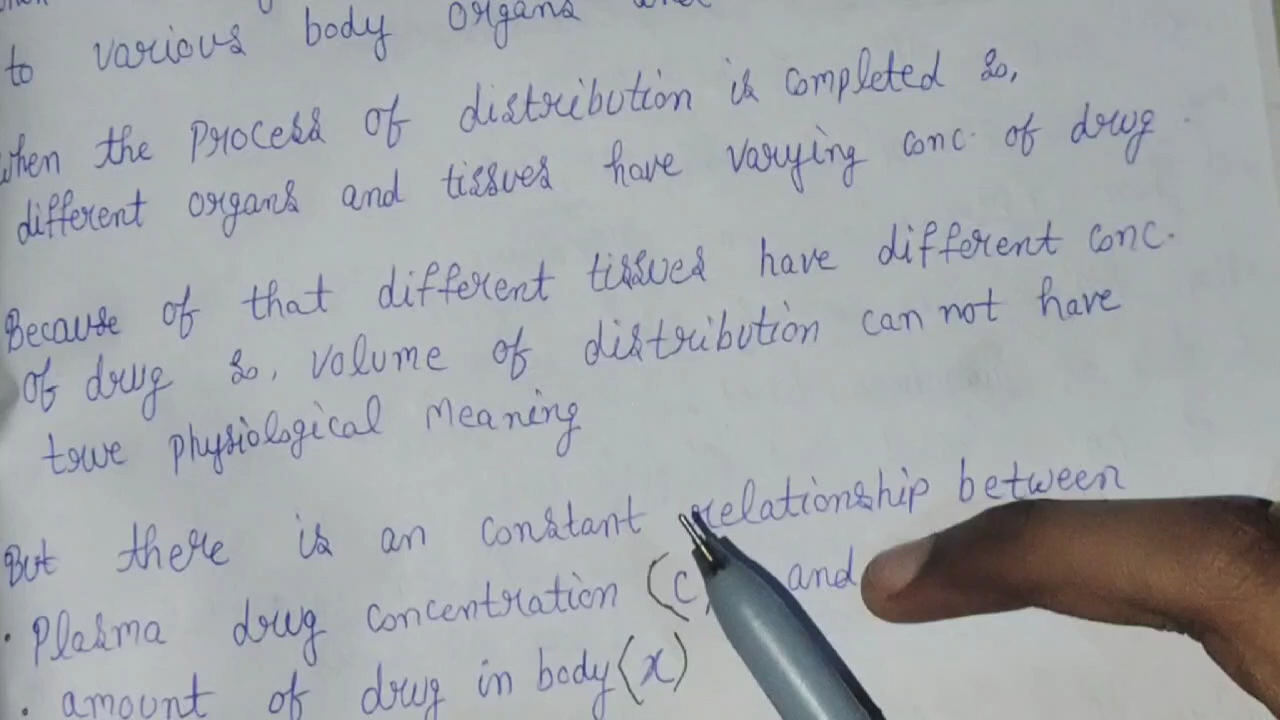 to various body organs
when the process of distribution is completed so,
different organs and tissues have varying conc. of drug.
Because of that different tissues have different conc.
of drug so, volume of distribution can not have
true physiological meaning
But there is an constant relationship between
• Plasma drug concentration (C) and
• amount of drug in body (x)